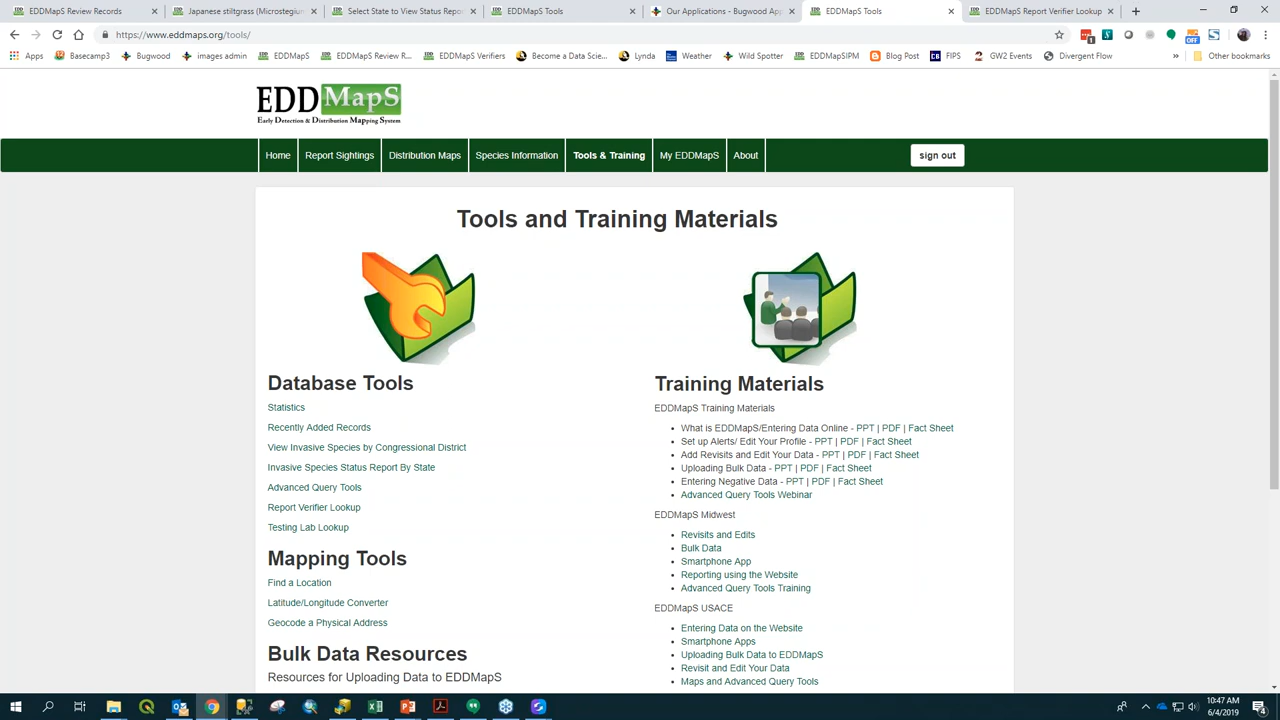 EDDMapS Review Records
Japanese stiltgrass (Microstegiur
Select State to View Status Repor
EDDMapS Tools
Our Applications - Bugwood App
EDDMapS Tools
EDDMapS Report Verifier Lookup
https://www.eddmaps.org/tools/
Apps
Basecamp3
Bugwood
images admin
EDDMapS
EDDMapS Review R...
EDDMapS Verifiers
Become a Data Scie...
Lynda
Weather
Wild Spotter
EDDMapSIPM
Blog Post
FIPS
GW2 Events
Divergent Flow
Other bookmarks
EDDMapS
Early Detection & Distribution Mapping System
Home
Report Sightings
Distribution Maps
Species Information
Tools & Training
My EDDMapS
About
sign out
Tools and Training Materials
Database Tools
Statistics
Recently Added Records
View Invasive Species by Congressional District
Invasive Species Status Report By State
Advanced Query Tools
Report Verifier Lookup
Testing Lab Lookup
Mapping Tools
Find a Location
Latitude/Longitude Converter
Geocode a Physical Address
Bulk Data Resources
Resources for Uploading Data to EDDMapS
Training Materials
EDDMapS Training Materials
What is EDDMapS/Entering Data Online - PPT | PDF | Fact Sheet
Set up Alerts/ Edit Your Profile - PPT | PDF | Fact Sheet
Add Revisits and Edit Your Data - PPT | PDF | Fact Sheet
Uploading Bulk Data - PPT | PDF | Fact Sheet
Entering Negative Data - PPT | PDF | Fact Sheet
Advanced Query Tools Webinar
EDDMapS Midwest
Revisits and Edits
Bulk Data
Smartphone App
Reporting using the Website
Advanced Query Tools Training
EDDMapS USACE
Entering Data on the Website
Smartphone Apps
Uploading Bulk Data to EDDMapS
Revisit and Edit Your Data
Maps and Advanced Query Tools
10:47 AM
6/4/2019